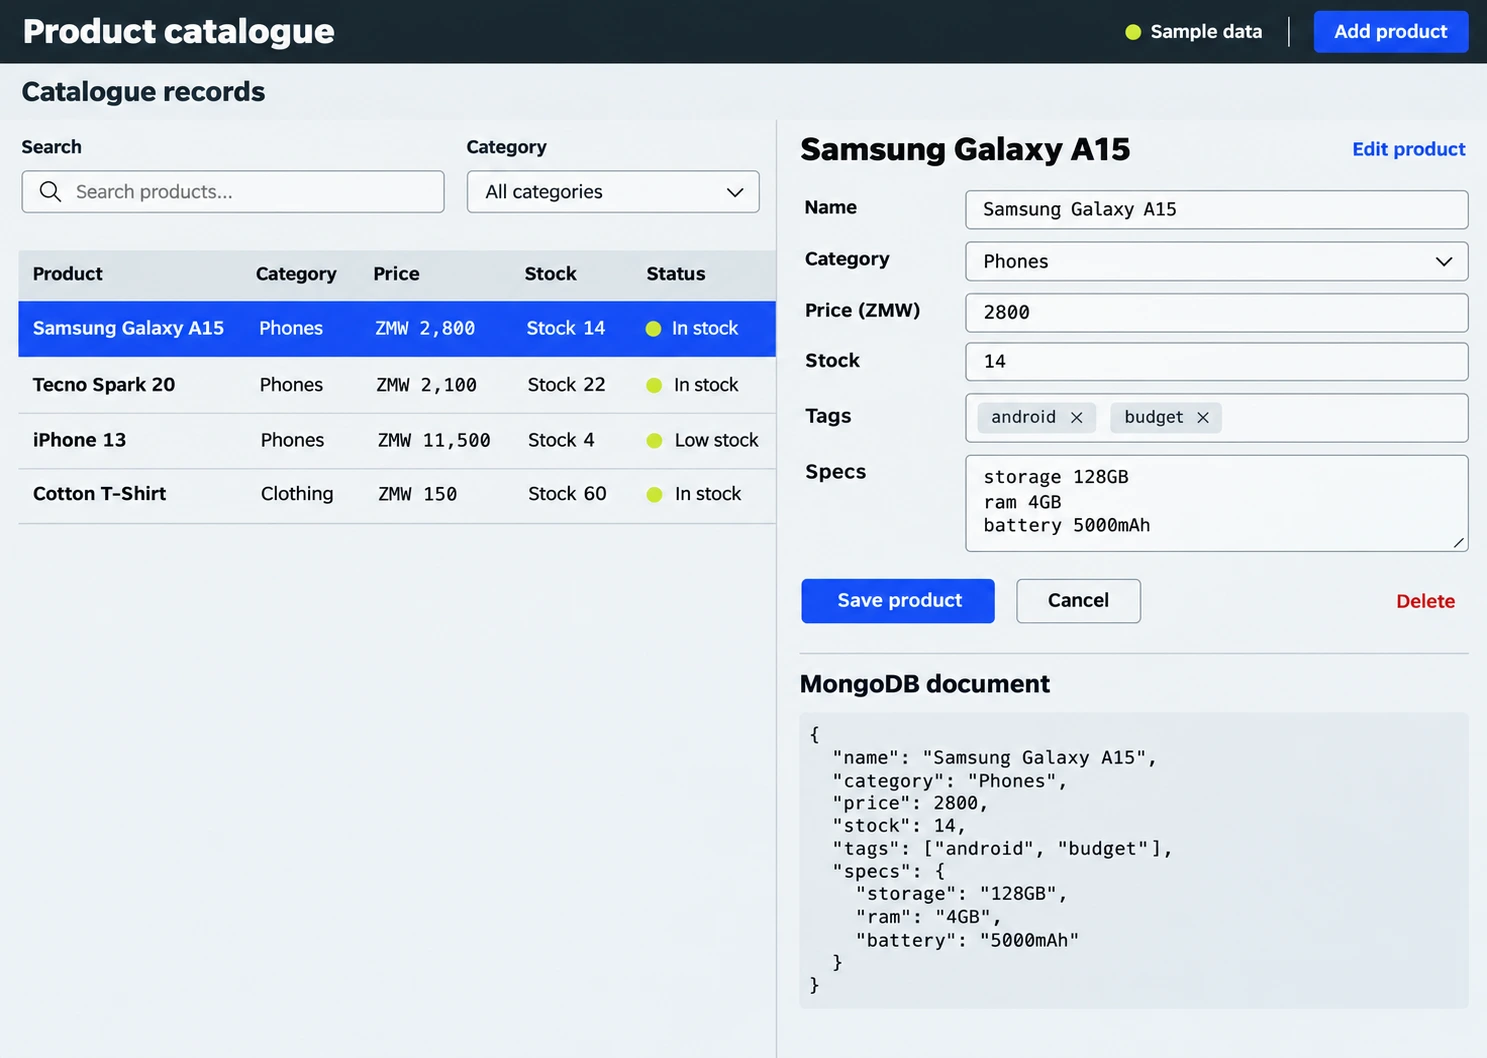 Product catalogue
Sample data
Add product
Catalogue records
Search
Category
Search products...
All categories
Product Category Price Stock Status
Samsung Galaxy A15 Phones ZMW 2,800 Stock 14 In stock
Tecno Spark 20 Phones ZMW 2,100 Stock 22 In stock
iPhone 13 Phones ZMW 11,500 Stock 4 Low stock
Cotton T-Shirt Clothing ZMW 150 Stock 60 In stock
Samsung Galaxy A15
Edit product
Name Samsung Galaxy A15
Category Phones
Price (ZMW) 2800
Stock 14
Tags android budget
Specs storage 128GB
ram 4GB
battery 5000mAh
Save product
Cancel
Delete
MongoDB document
{
  "name": "Samsung Galaxy A15",
  "category": "Phones",
  "price": 2800,
  "stock": 14,
  "tags": ["android", "budget"],
  "specs": {
    "storage": "128GB",
    "ram": "4GB",
    "battery": "5000mAh"
  }
}